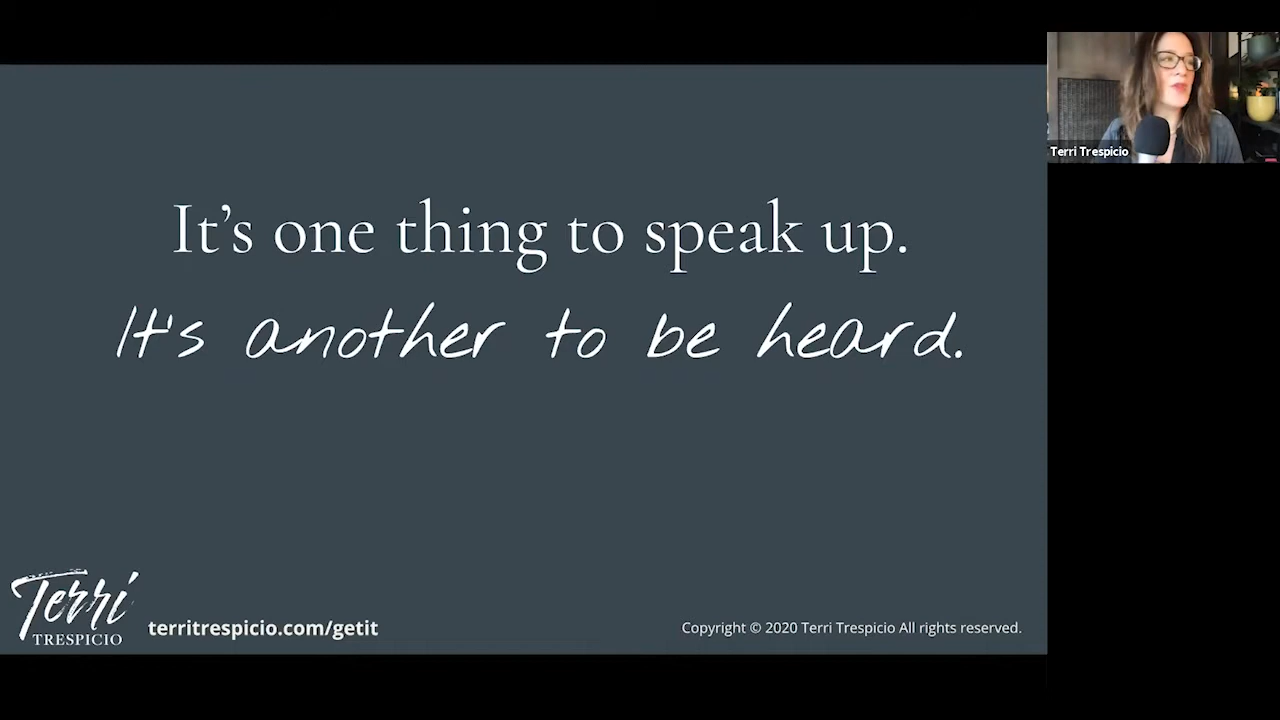 It's one thing to speak up.
It's another to be heard.
Terri
TRESPICIO
territrespicio.com/getit
Copyright © 2020 Terri Trespicio All rights reserved.
Terri Trespicio